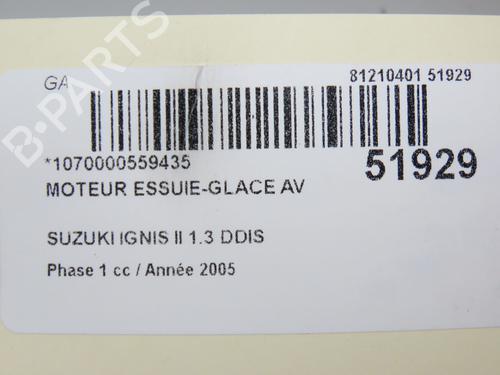 GA
81210401 51929
*1070000559435
51929
MOTEUR ESSUIE-GLACE AV
SUZUKI IGNIS II 1.3 DDIS
Phase 1 cc / Année 2005
B-PARTS